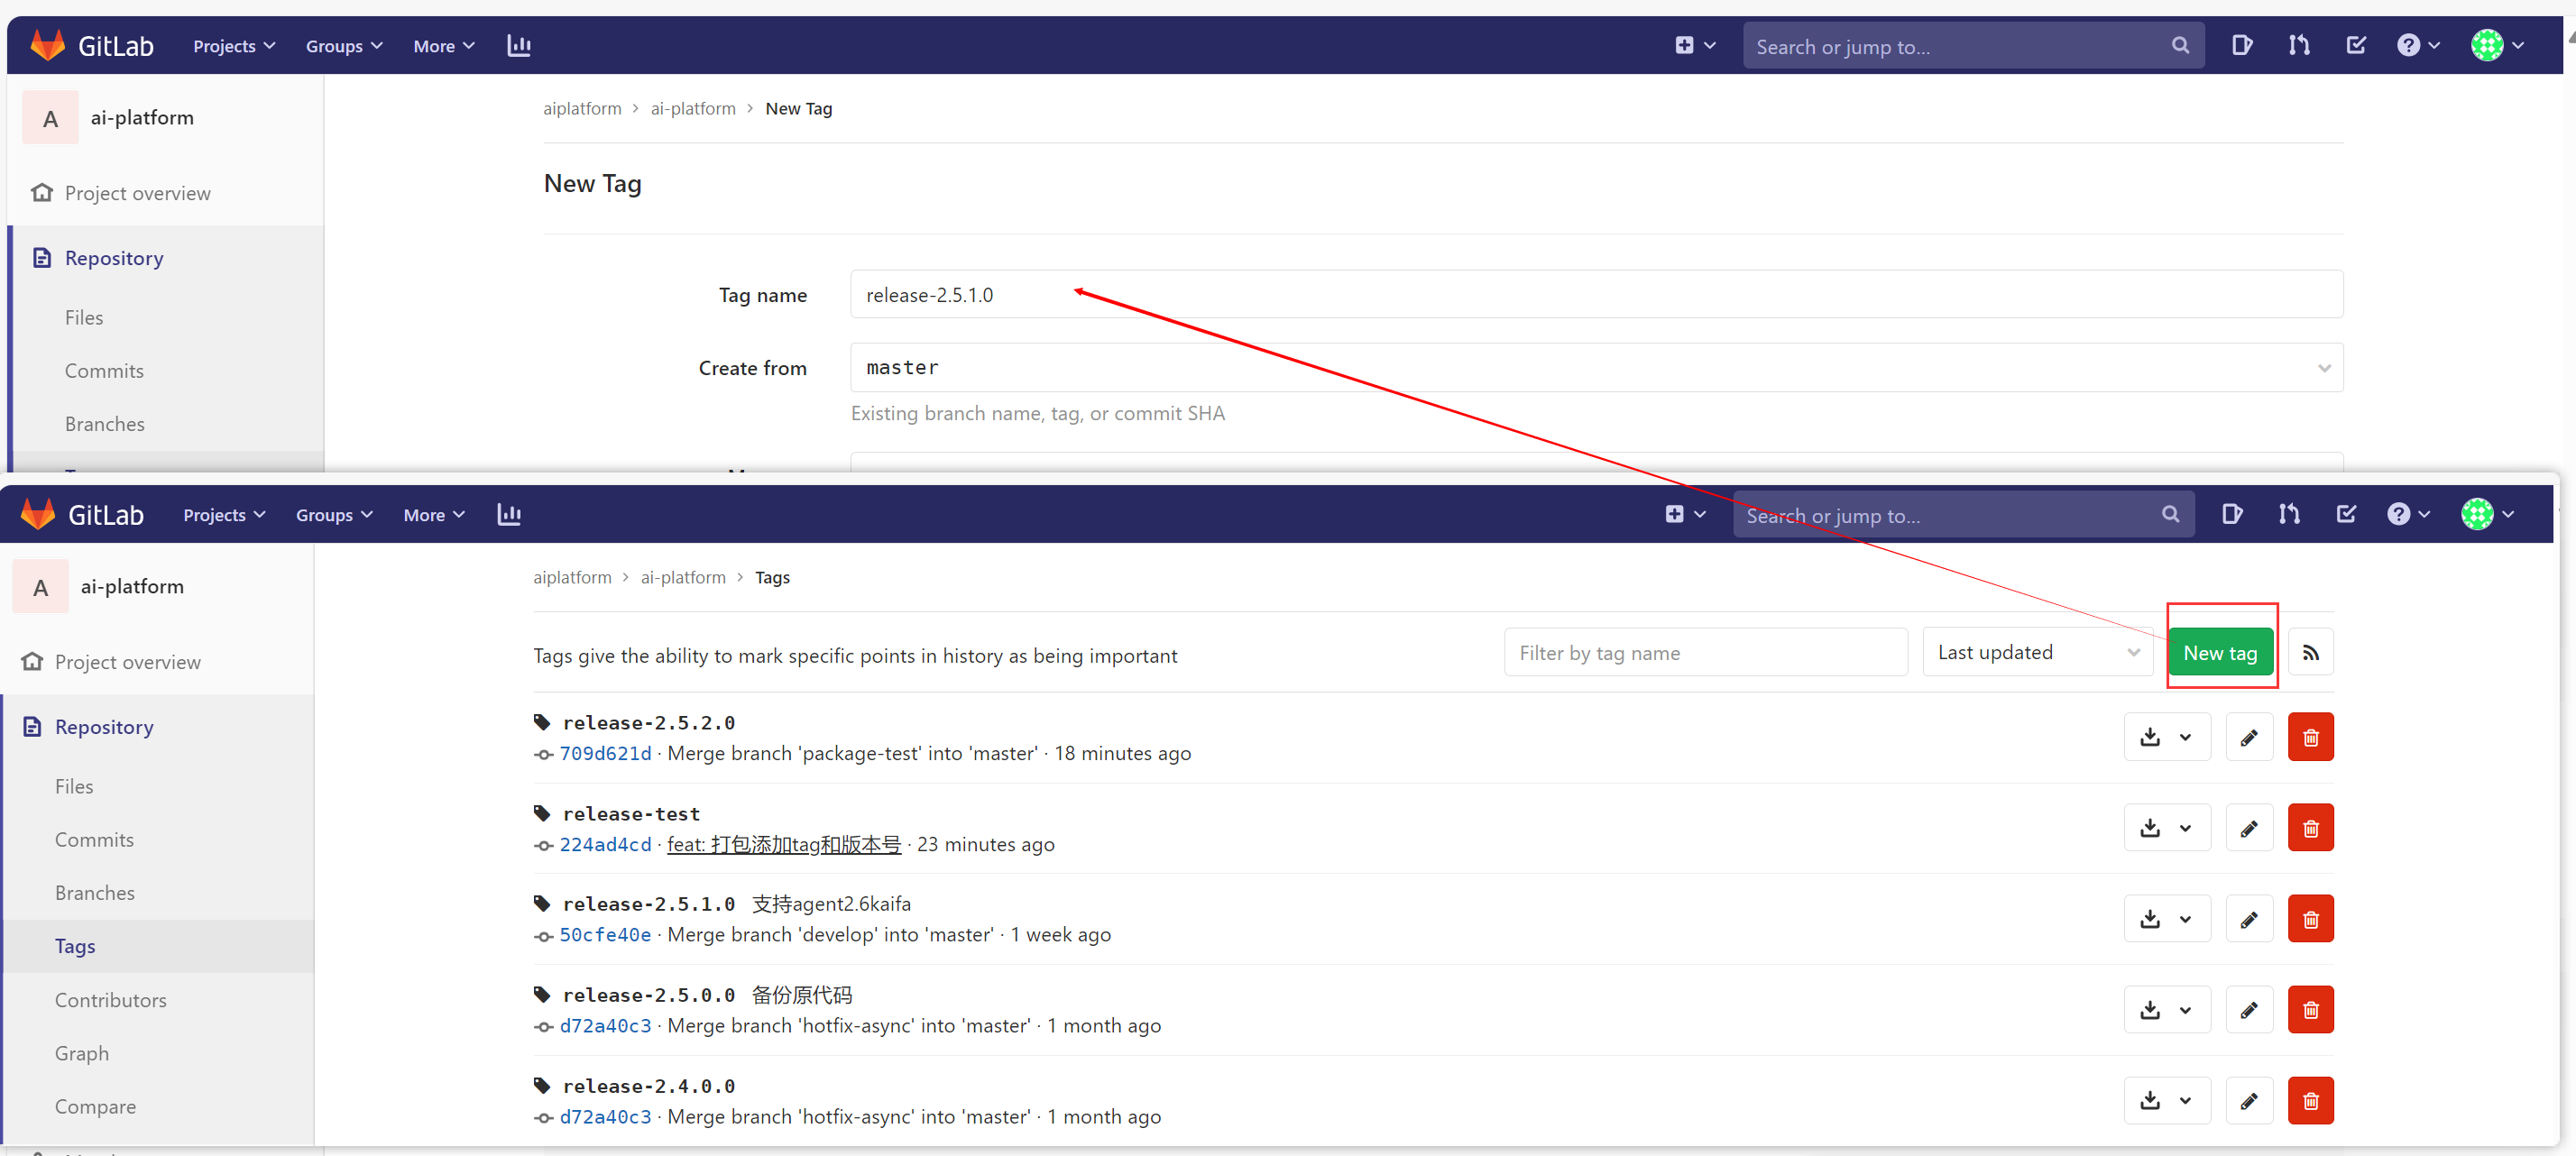 GitLab Projects Groups More Search or jump to...
A ai-platform
aiplatform > ai-platform > New Tag
New Tag
Project overview
Repository
Files
Commits
Branches
Tag name release-2.5.1.0
Create from master
Existing branch name, tag, or commit SHA
GitLab Projects Groups More Search or jump to...
A ai-platform
Project overview
Repository
Files
Commits
Branches
Tags
Contributors
Graph
Compare
aiplatform > ai-platform > Tags
Tags give the ability to mark specific points in history as being important
Filter by tag name
Last updated
New tag
release-2.5.2.0
709d621d · Merge branch 'package-test' into 'master' · 18 minutes ago
release-test
224ad4cd · feat: 打包添加tag和版本号 · 23 minutes ago
release-2.5.1.0 支持agent2.6kaifa
50cfe40e · Merge branch 'develop' into 'master' · 1 week ago
release-2.5.0.0 备份原代码
d72a40c3 · Merge branch 'hotfix-async' into 'master' · 1 month ago
release-2.4.0.0
d72a40c3 · Merge branch 'hotfix-async' into 'master' · 1 month ago